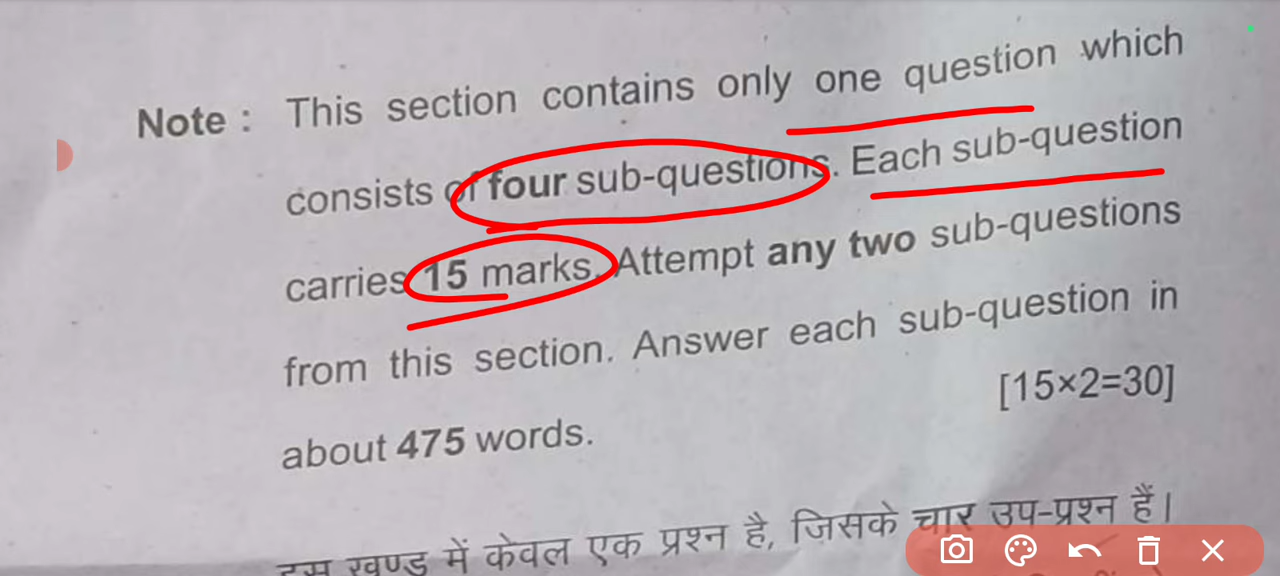 Note : This section contains only one question which
consists of four sub-questions. Each sub-question
carries 15 marks. Attempt any two sub-questions
from this section. Answer each sub-question in
about 475 words. [15×2=30]
इस खण्ड में केवल एक प्रश्न है, जिसके चार उप-प्रश्न हैं।